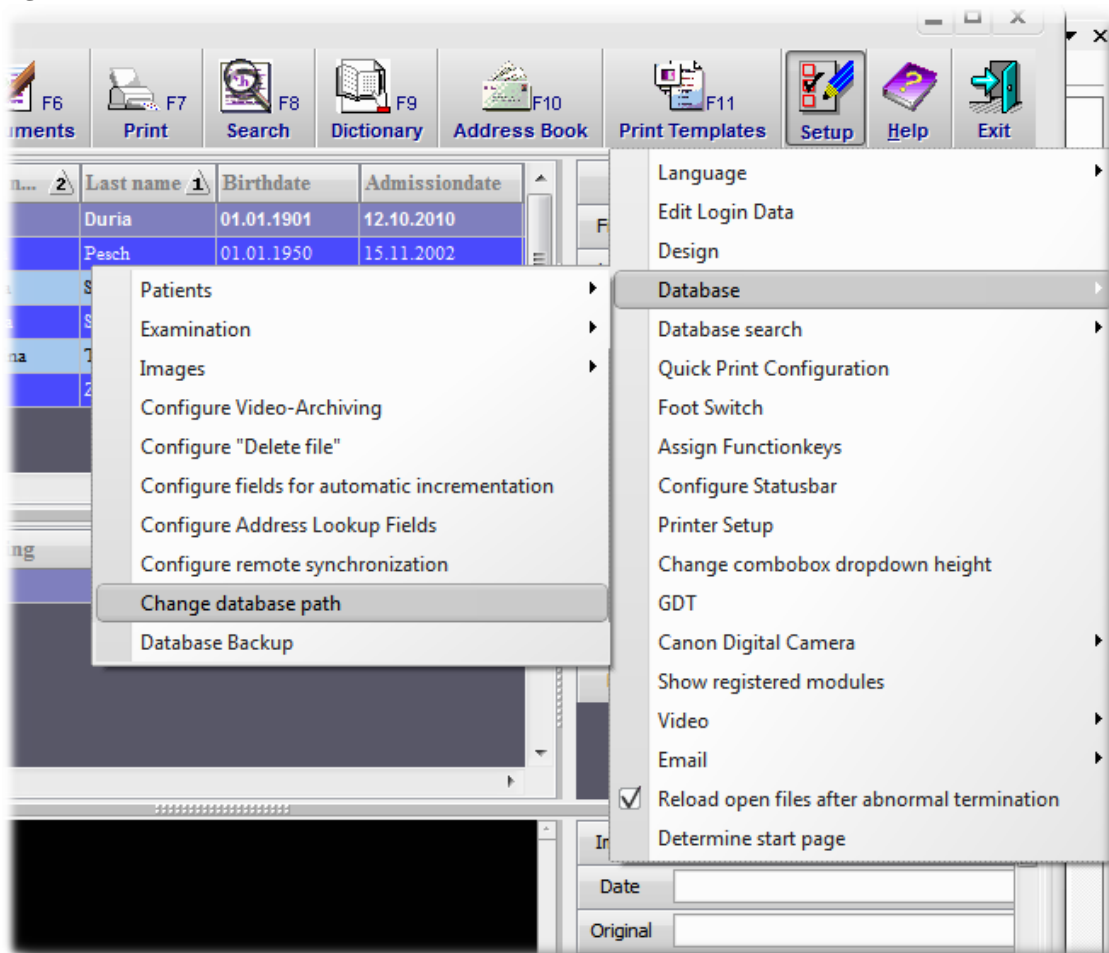 F6
F7
F8
F9
F10
F11
Print
Search
Dictionary
Address Book
Print Templates
Setup
Help
Exit
n... 2 Last name 1 Birthdate Admissiondate
Duria 01.01.1901 12.10.2010
Pesch 01.01.1950 15.11.2002
Patients
Examination
Images
Configure Video-Archiving
Configure "Delete file"
Configure fields for automatic incrementation
Configure Address Lookup Fields
Configure remote synchronization
Change database path
Database Backup
Language
Edit Login Data
Design
Database
Database search
Quick Print Configuration
Foot Switch
Assign Functionkeys
Configure Statusbar
Printer Setup
Change combobox dropdown height
GDT
Canon Digital Camera
Show registered modules
Video
Email
Reload open files after abnormal termination
Determine start page
Date
Original